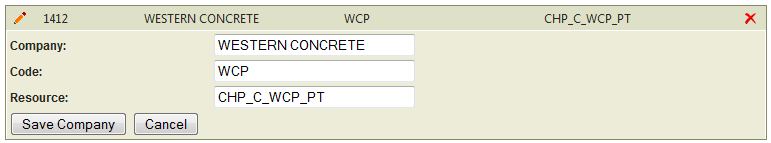 1412 WESTERN CONCRETE WCP CHP_C_WCP_PT
Company: WESTERN CONCRETE
Code: WCP
Resource: CHP_C_WCP_PT
Save Company Cancel